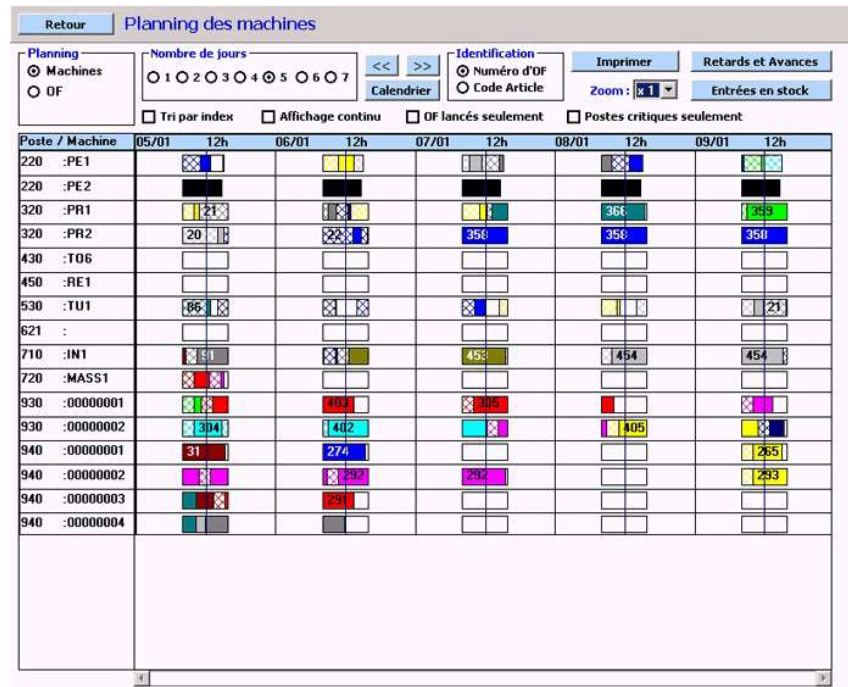 Retour Planning des machines
Planning Nombre de jours << >> Identification Imprimer Retards et Avances
Machines 1 2 3 4 5 6 7 Numéro d'OF
OF Calendrier Code Article Zoom : x 1 Entrées en stock
Tri par index Affichage continu OF lancés seulement Postes critiques seulement
Poste / Machine 05/01 12h 06/01 12h 07/01 12h 08/01 12h 09/01 12h
220 :PE1
220 :PE2
320 :PR1 21 366 359
320 :PR2 20 22 358 358 358
430 :TO6
450 :RE1
530 :TU1 86 21
621 :
710 :IN1 91 453 454 454
720 :MASS1
930 :00000001 403 305
930 :00000002 304 402 405
940 :00000001 31 274 265
940 :00000002 292 292 293
940 :00000003 291
940 :00000004